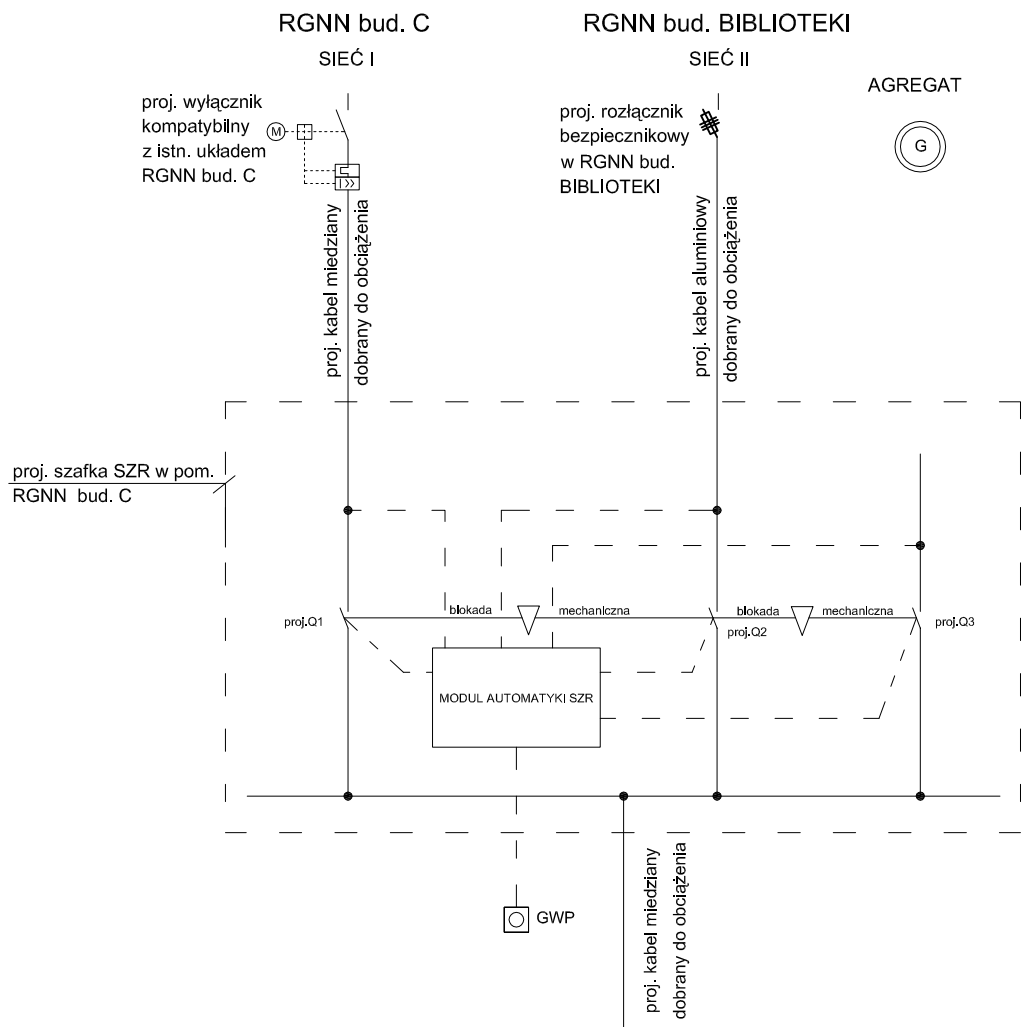 RGNN bud. C
SIEĆ I
RGNN bud. BIBLIOTEKI
SIEĆ II
AGREGAT
G
proj. wyłącznik
kompatybilny
z istn. układem
RGNN bud. C
M
I>>
proj. rozłącznik
bezpiecznikowy
w RGNN bud.
BIBLIOTEKI
proj. kabel miedziany
dobrany do obciążenia
proj. kabel aluminiowy
dobrany do obciążenia
proj. szafka SZR w pom.
RGNN bud. C
proj.Q1
blokada
mechaniczna
proj.Q2
blokada
mechaniczna
proj.Q3
MODUL AUTOMATYKI SZR
GWP
proj. kabel miedziany
dobrany do obciążenia